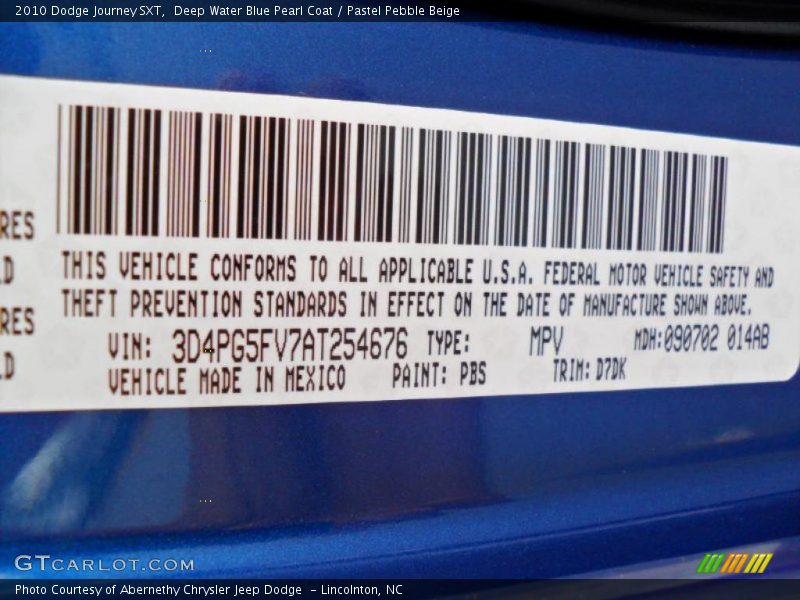 2010 Dodge Journey SXT,  Deep Water Blue Pearl Coat / Pastel Pebble Beige
RES
THIS VEHICLE CONFORMS TO ALL APPLICABLE U.S.A. FEDERAL MOTOR VEHICLE SAFETY AND
THEFT PREVENTION STANDARDS IN EFFECT ON THE DATE OF MANUFACTURE SHOWN ABOVE.
RES
VIN: 3D4PG5FV7AT254676 TYPE: MPV MDH:090702 014AB
VEHICLE MADE IN MEXICO PAINT: PBS TRIM: D7DK
GTCARLOT.COM
Photo Courtesy of Abernethy Chrysler Jeep Dodge - Lincolnton, NC